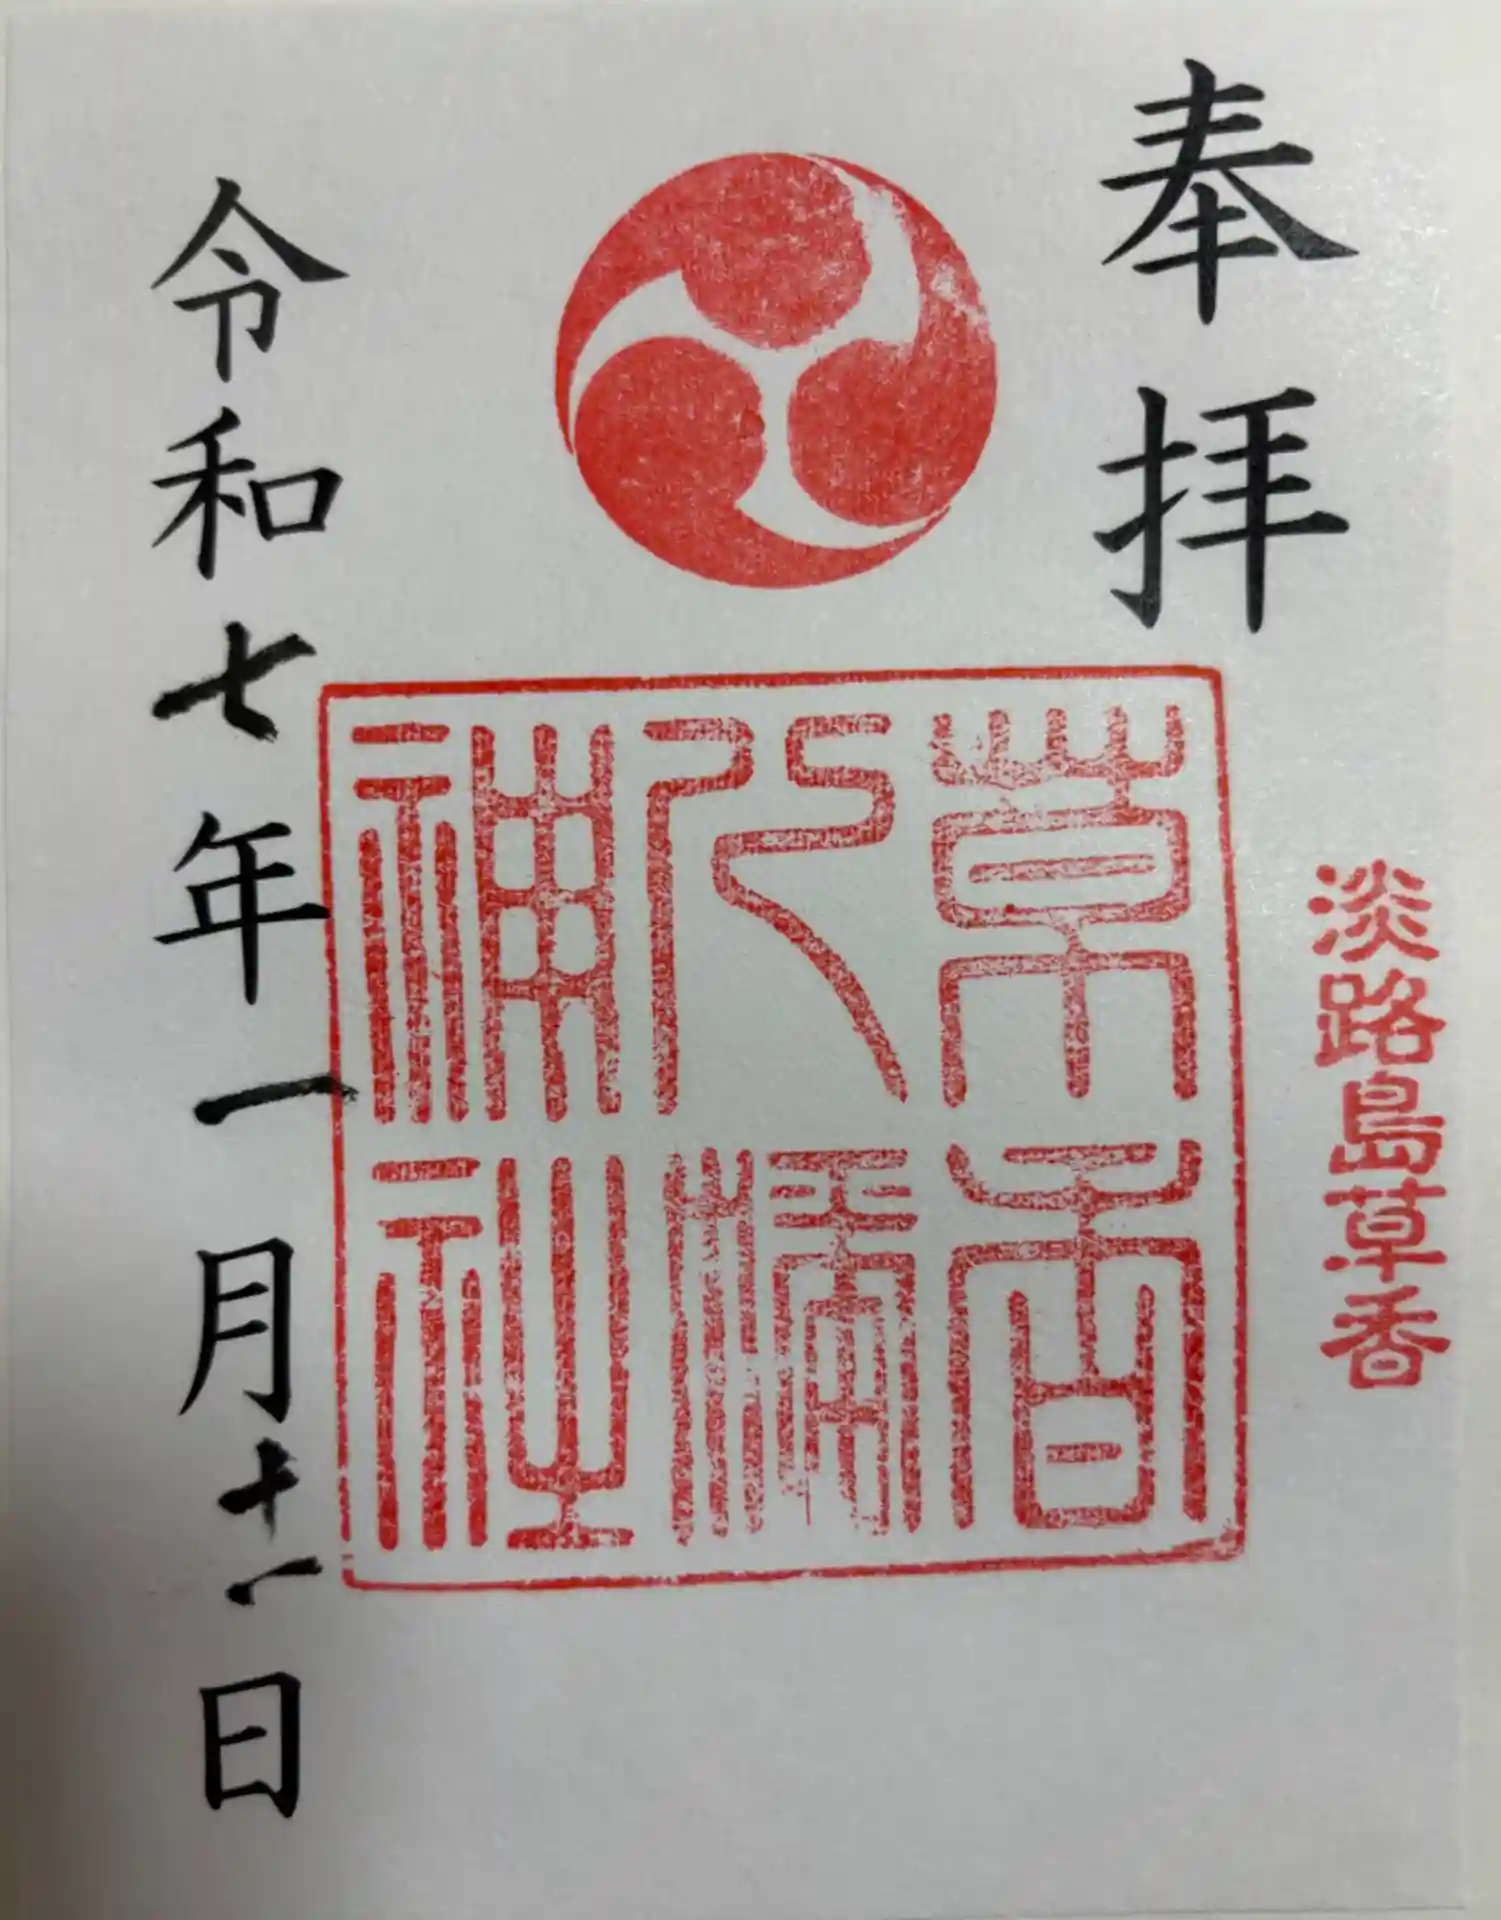 奉拝
淡路島草香
草香
八幡
神社
令和七年一月十一日